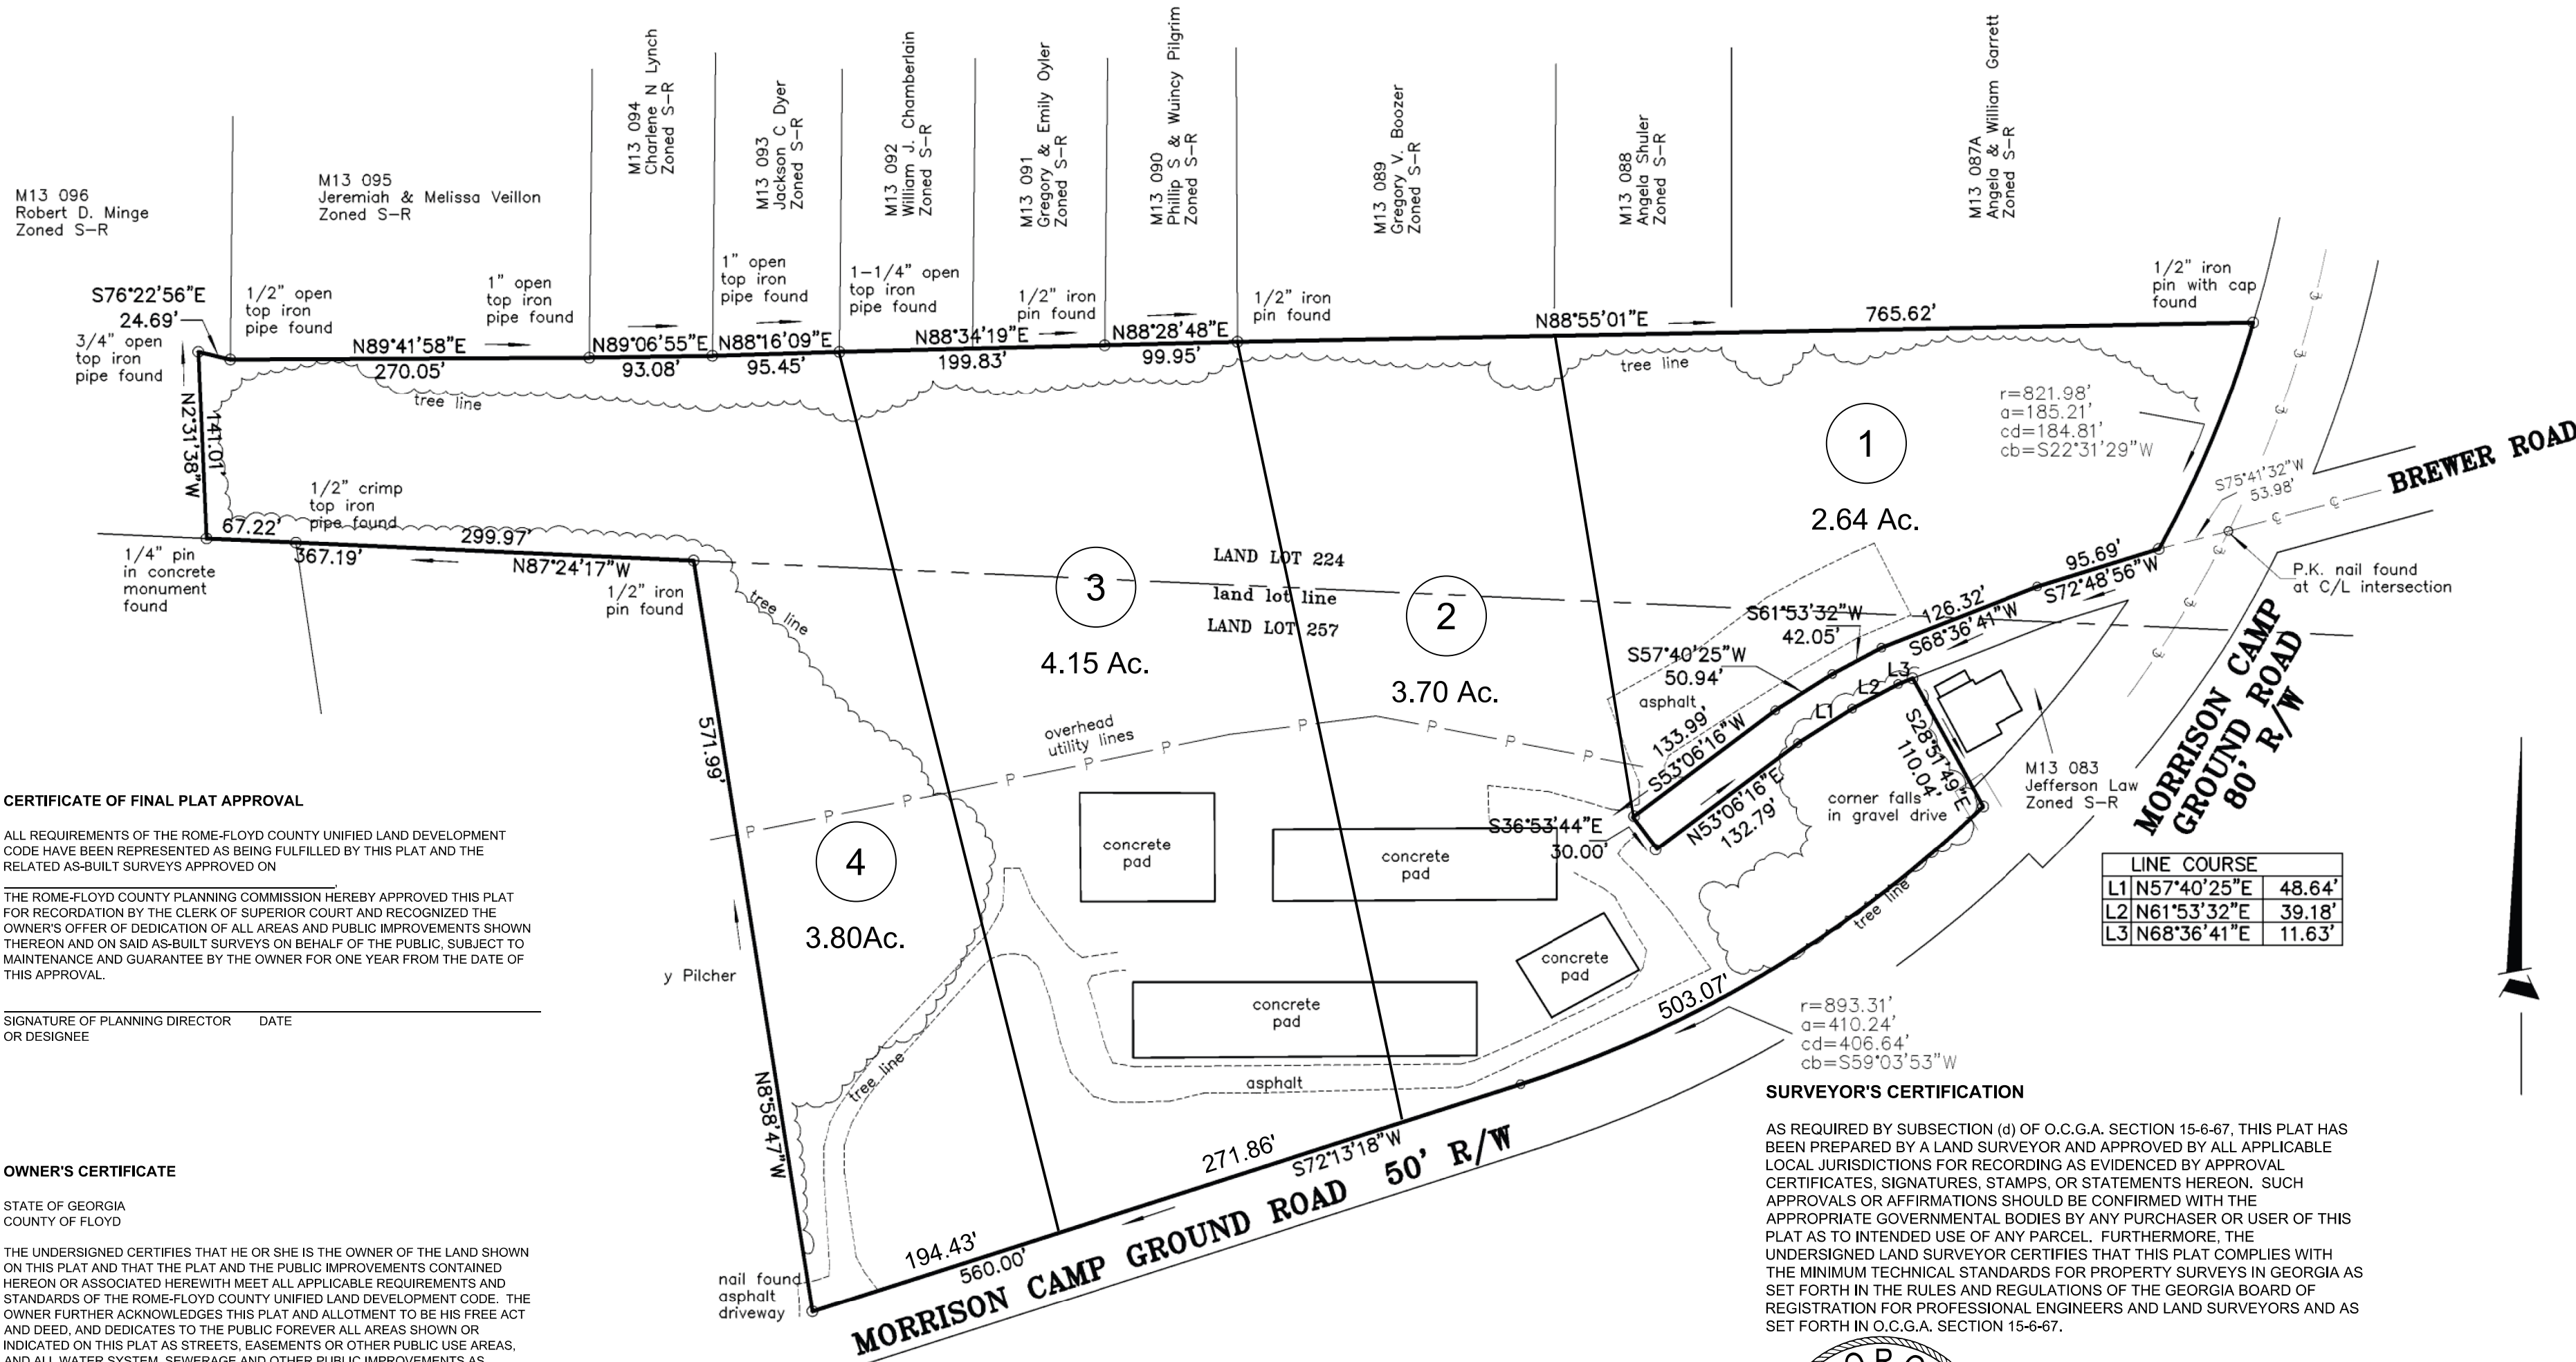 M13 096
Robert D. Minge
Zoned S-R
M13 095
Jeremiah & Melissa Veillon
Zoned S-R
M13 094
Charlene N Lynch
Zoned S-R
M13 093
Jackson C Dyer
Zoned S-R
M13 092
William J. Chamberlain
Zoned S-R
M13 091
Gregory & Emily Oyler
Zoned S-R
M13 090
Phillip S & Wuincy Pilgrim
Zoned S-R
M13 089
Gregory V. Boozer
Zoned S-R
M13 088
Angela Shuler
Zoned S-R
M13 087A
Angela & William Garrett
Zoned S-R
S76°22'56"E
24.69'
3/4" open
top iron
pipe found
1/2" open
top iron
pipe found
1" open
top iron
pipe found
1" open
top iron
pipe found
1-1/4" open
top iron
pipe found
1/2" iron
pin found
1/2" iron
pin found
1/2" iron
pin with cap
found
N89°41'58"E
270.05'
N89°06'55"E
93.08'
N88°16'09"E
95.45'
N88°34'19"E
199.83'
N88°28'48"E
99.95'
N88°55'01"E
765.62'
tree line
tree line
N2°31'38"W
141.01'
1/2" crimp
top iron
pipe found
67.22'
299.97'
367.19'
N87°24'17"W
1/4" pin
in concrete
monument
found
1/2" iron
pin found
tree line
r=821.98'
a=185.21'
cd=184.81'
cb=S22°31'29"W
1
2.64 Ac.
S75°41'32"W
53.98'
BREWER ROAD
P.K. nail found
at C/L intersection
95.69'
S72°48'56"W
126.32'
S68°36'41"W
S61°53'32"W
42.05'
S57°40'25"W
50.94'
LAND LOT 224
land lot line
LAND LOT 257
3
4.15 Ac.
2
3.70 Ac.
asphalt
133.99'
S53°06'16"W
L1
L2
L3
S28°51'49"E
110.04'
N53°06'16"E
132.79'
S36°53'44"E
30.00'
corner falls
in gravel drive
M13 083
Jefferson Law
Zoned S-R
MORRISON CAMP
GROUND ROAD
80' R/W
overhead
utility lines
P
P
P
P
P
P
P
P
P
571.99'
N8°58'47"W
4
3.80Ac.
concrete
pad
concrete
pad
concrete
pad
concrete
pad
tree line
tree line
asphalt
y Pilcher
LINE COURSE
L1 N57°40'25"E 48.64'
L2 N61°53'32"E 39.18'
L3 N68°36'41"E 11.63'
503.07'
r=893.31'
a=410.24'
cd=406.64'
cb=S59°03'53"W
271.86'
S72°13'18"W
194.43'
560.00'
nail found
asphalt
driveway
MORRISON CAMP GROUND ROAD 50' R/W
CERTIFICATE OF FINAL PLAT APPROVAL
ALL REQUIREMENTS OF THE ROME-FLOYD COUNTY UNIFIED LAND DEVELOPMENT
CODE HAVE BEEN REPRESENTED AS BEING FULFILLED BY THIS PLAT AND THE
RELATED AS-BUILT SURVEYS APPROVED ON
,
THE ROME-FLOYD COUNTY PLANNING COMMISSION HEREBY APPROVED THIS PLAT
FOR RECORDATION BY THE CLERK OF SUPERIOR COURT AND RECOGNIZED THE
OWNER'S OFFER OF DEDICATION OF ALL AREAS AND PUBLIC IMPROVEMENTS SHOWN
THEREON AND ON SAID AS-BUILT SURVEYS ON BEHALF OF THE PUBLIC, SUBJECT TO
MAINTENANCE AND GUARANTEE BY THE OWNER FOR ONE YEAR FROM THE DATE OF
THIS APPROVAL.
SIGNATURE OF PLANNING DIRECTOR DATE
OR DESIGNEE
OWNER'S CERTIFICATE
STATE OF GEORGIA
COUNTY OF FLOYD
THE UNDERSIGNED CERTIFIES THAT HE OR SHE IS THE OWNER OF THE LAND SHOWN
ON THIS PLAT AND THAT THE PLAT AND THE PUBLIC IMPROVEMENTS CONTAINED
HEREON OR ASSOCIATED HEREWITH MEET ALL APPLICABLE REQUIREMENTS AND
STANDARDS OF THE ROME-FLOYD COUNTY UNIFIED LAND DEVELOPMENT CODE. THE
OWNER FURTHER ACKNOWLEDGES THIS PLAT AND ALLOTMENT TO BE HIS FREE ACT
AND DEED, AND DEDICATES TO THE PUBLIC FOREVER ALL AREAS SHOWN OR
INDICATED ON THIS PLAT AS STREETS, EASEMENTS OR OTHER PUBLIC USE AREAS,
AND ALL WATER SYSTEM, SEWERAGE AND OTHER PUBLIC IMPROVEMENTS AS
SURVEYOR'S CERTIFICATION
AS REQUIRED BY SUBSECTION (d) OF O.C.G.A. SECTION 15-6-67, THIS PLAT HAS
BEEN PREPARED BY A LAND SURVEYOR AND APPROVED BY ALL APPLICABLE
LOCAL JURISDICTIONS FOR RECORDING AS EVIDENCED BY APPROVAL
CERTIFICATES, SIGNATURES, STAMPS, OR STATEMENTS HEREON. SUCH
APPROVALS OR AFFIRMATIONS SHOULD BE CONFIRMED WITH THE
APPROPRIATE GOVERNMENTAL BODIES BY ANY PURCHASER OR USER OF THIS
PLAT AS TO INTENDED USE OF ANY PARCEL. FURTHERMORE, THE
UNDERSIGNED LAND SURVEYOR CERTIFIES THAT THIS PLAT COMPLIES WITH
THE MINIMUM TECHNICAL STANDARDS FOR PROPERTY SURVEYS IN GEORGIA AS
SET FORTH IN THE RULES AND REGULATIONS OF THE GEORGIA BOARD OF
REGISTRATION FOR PROFESSIONAL ENGINEERS AND LAND SURVEYORS AND AS
SET FORTH IN O.C.G.A. SECTION 15-6-67.